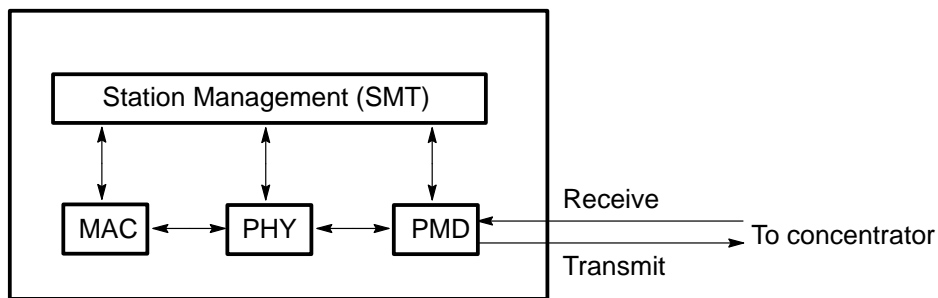 Station Management (SMT)
Receive
MAC
PHY
PMD
To concentrator
Transmit